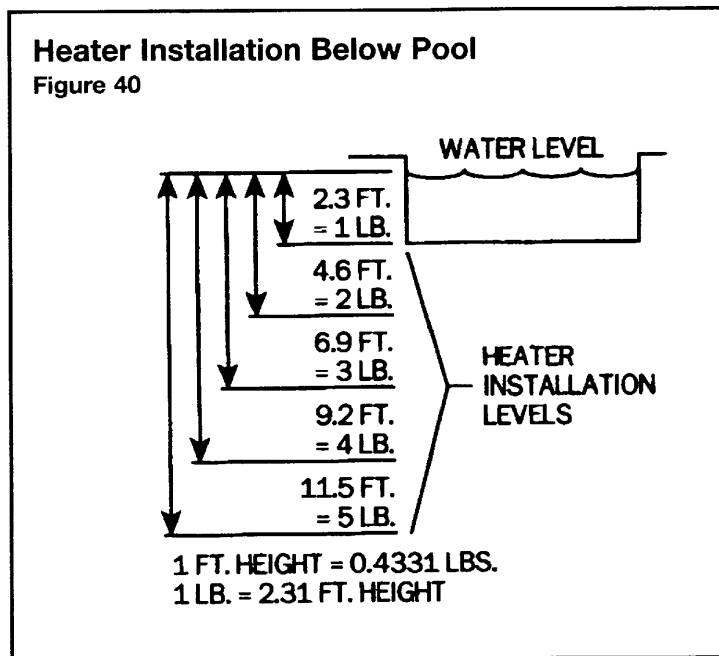 Heater Installation Below Pool
Figure 40
WATER LEVEL
2.3 FT.
= 1 LB.
4.6 FT.
= 2 LB.
6.9 FT.
= 3 LB.
9.2 FT.
= 4 LB.
11.5 FT.
= 5 LB.
HEATER
INSTALLATION
LEVELS
1 FT. HEIGHT = 0.4331 LBS.
1 LB. = 2.31 FT. HEIGHT